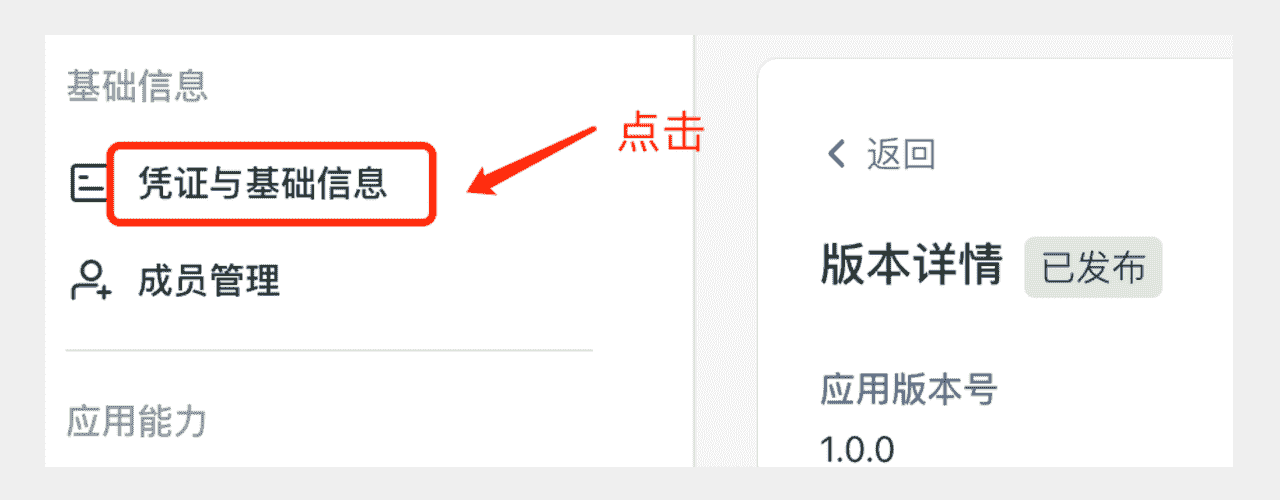 基础信息
凭证与基础信息
点击
成员管理
应用能力
返回
版本详情 已发布
应用版本号
1.0.0